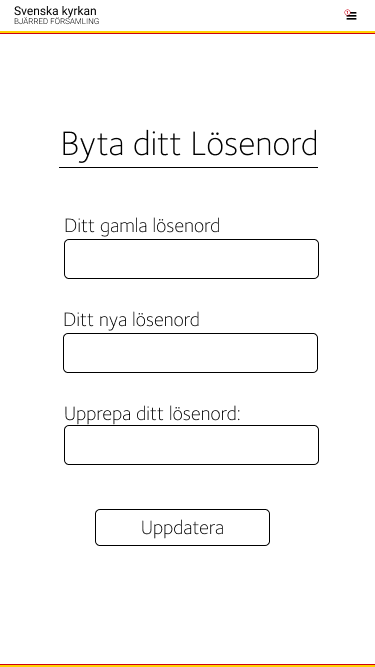 Svenska kyrkan
BJÄRRED FÖRSAMLING
Byta ditt Lösenord
Ditt gamla lösenord
Ditt nya lösenord
Upprepa ditt lösenord:
Uppdatera